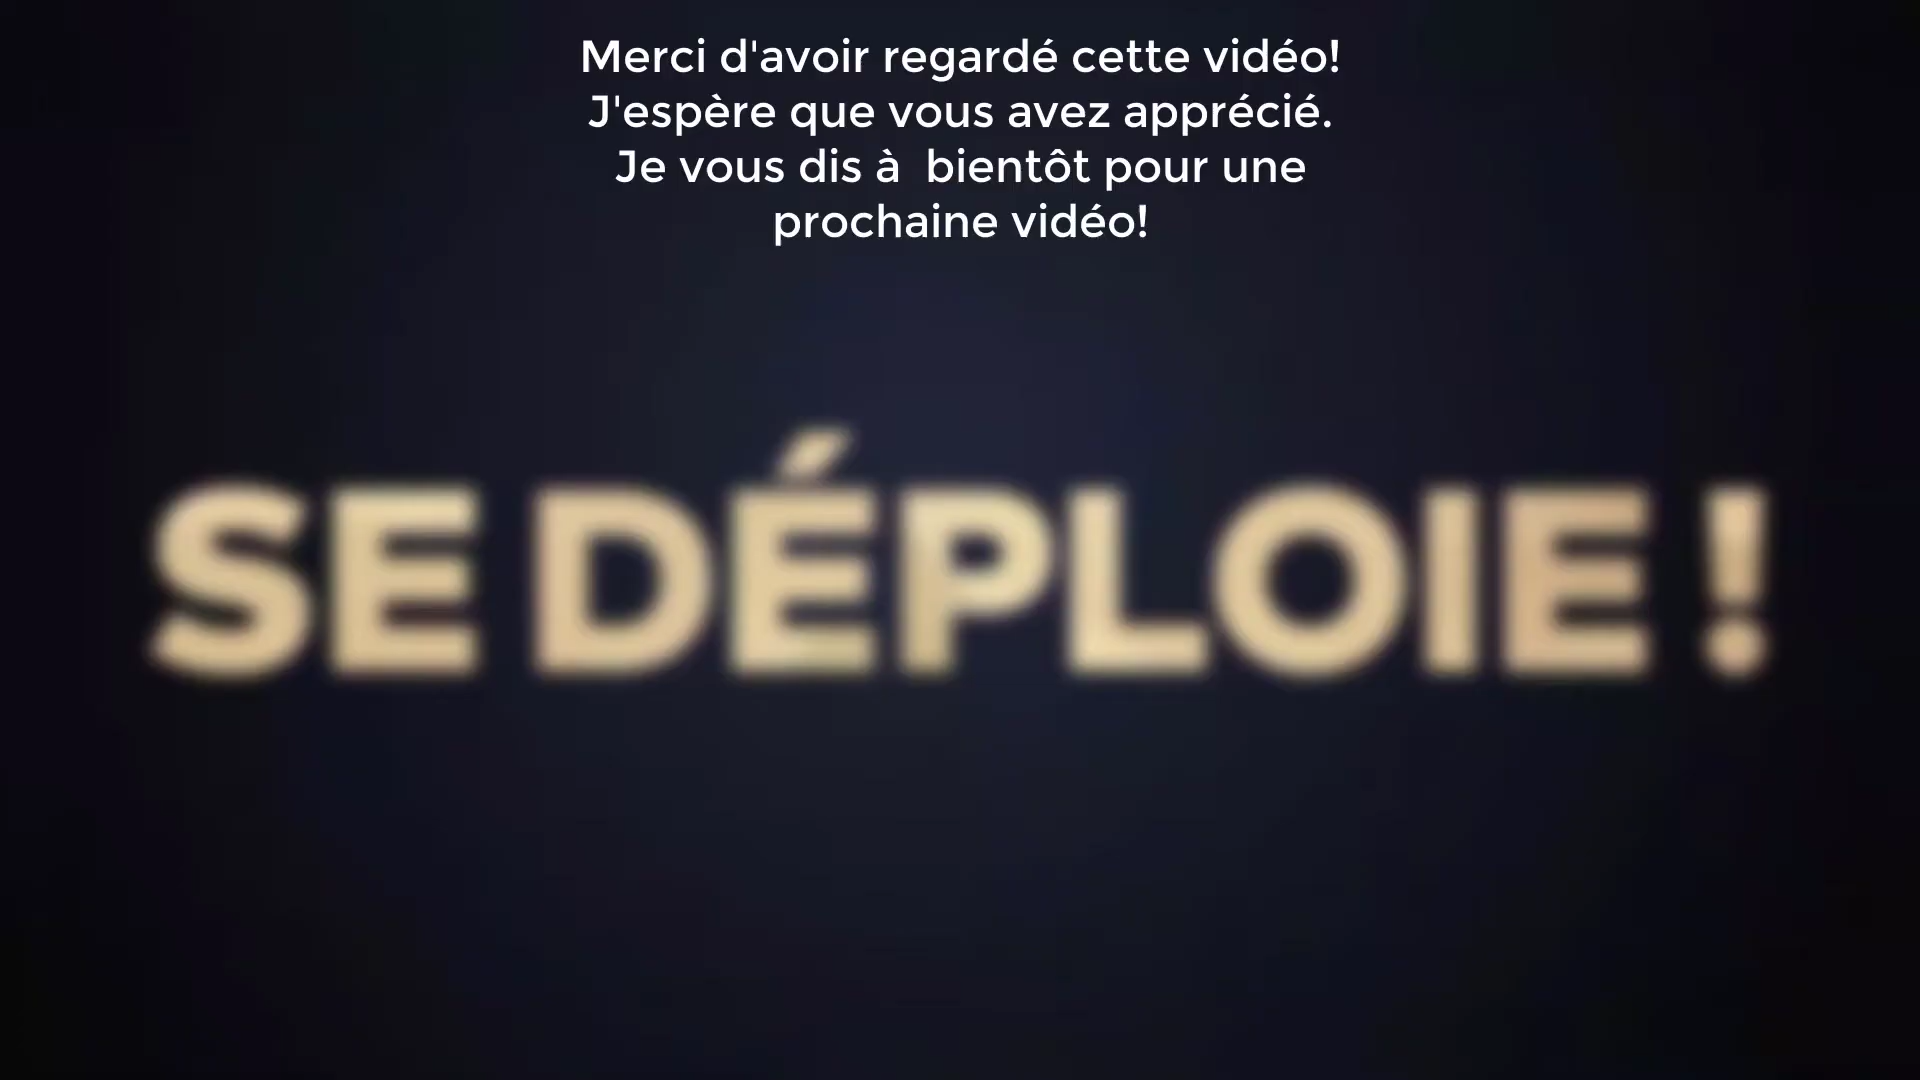 Merci d'avoir regardé cette vidéo!
J'espère que vous avez apprécié.
Je vous dis à  bientôt pour une
prochaine vidéo!
SE DÉPLOIE !